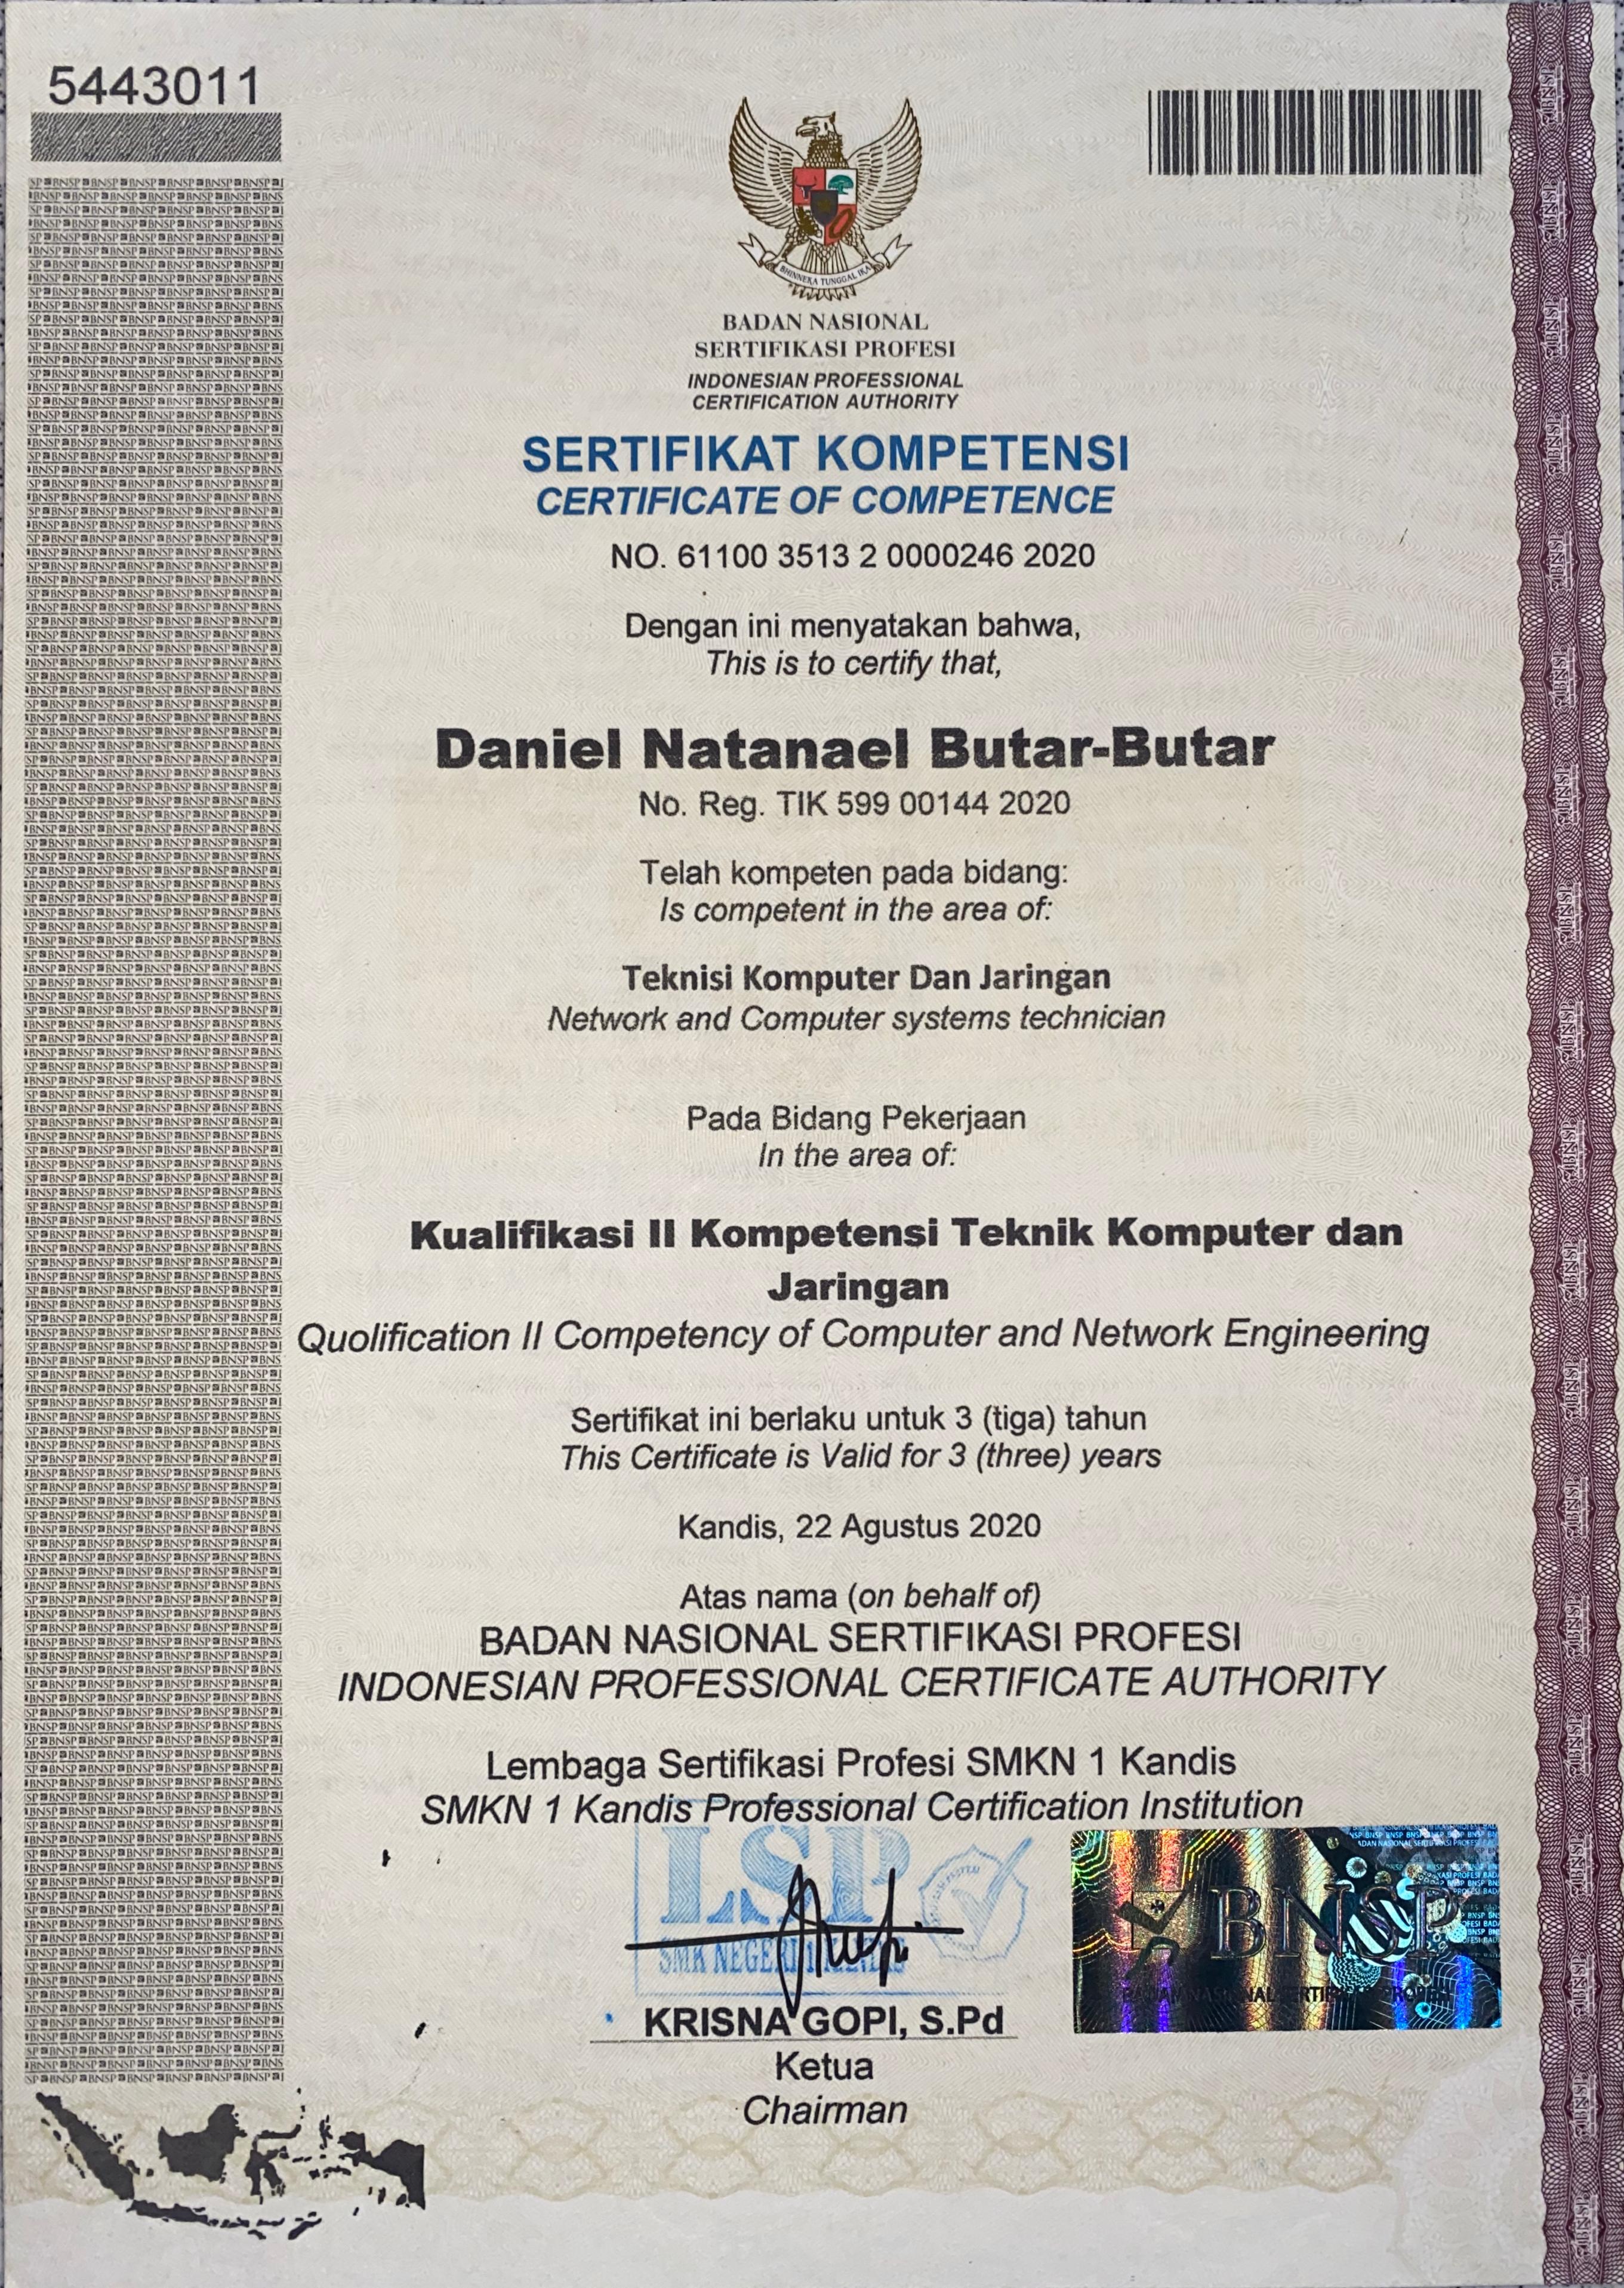 5443011
BHINNEKA TUNGGAL IKA
BADAN NASIONAL
SERTIFIKASI PROFESI
INDONESIAN PROFESSIONAL
CERTIFICATION AUTHORITY
SERTIFIKAT KOMPETENSI
CERTIFICATE OF COMPETENCE
NO. 61100 3513 2 0000246 2020
Dengan ini menyatakan bahwa,
This is to certify that,
Daniel Natanael Butar-Butar
No. Reg. TIK 599 00144 2020
Telah kompeten pada bidang:
Is competent in the area of:
Teknisi Komputer Dan Jaringan
Network and Computer systems technician
Pada Bidang Pekerjaan
In the area of:
Kualifikasi II Kompetensi Teknik Komputer dan
Jaringan
Quolification II Competency of Computer and Network Engineering
Sertifikat ini berlaku untuk 3 (tiga) tahun
This Certificate is Valid for 3 (three) years
Kandis, 22 Agustus 2020
Atas nama (on behalf of)
BADAN NASIONAL SERTIFIKASI PROFESI
INDONESIAN PROFESSIONAL CERTIFICATE AUTHORITY
Lembaga Sertifikasi Profesi SMKN 1 Kandis
SMKN 1 Kandis Professional Certification Institution
LSP
SMK NEGERI 1 KANDIS
BNSP
KRISNA GOPI, S.Pd
Ketua
Chairman